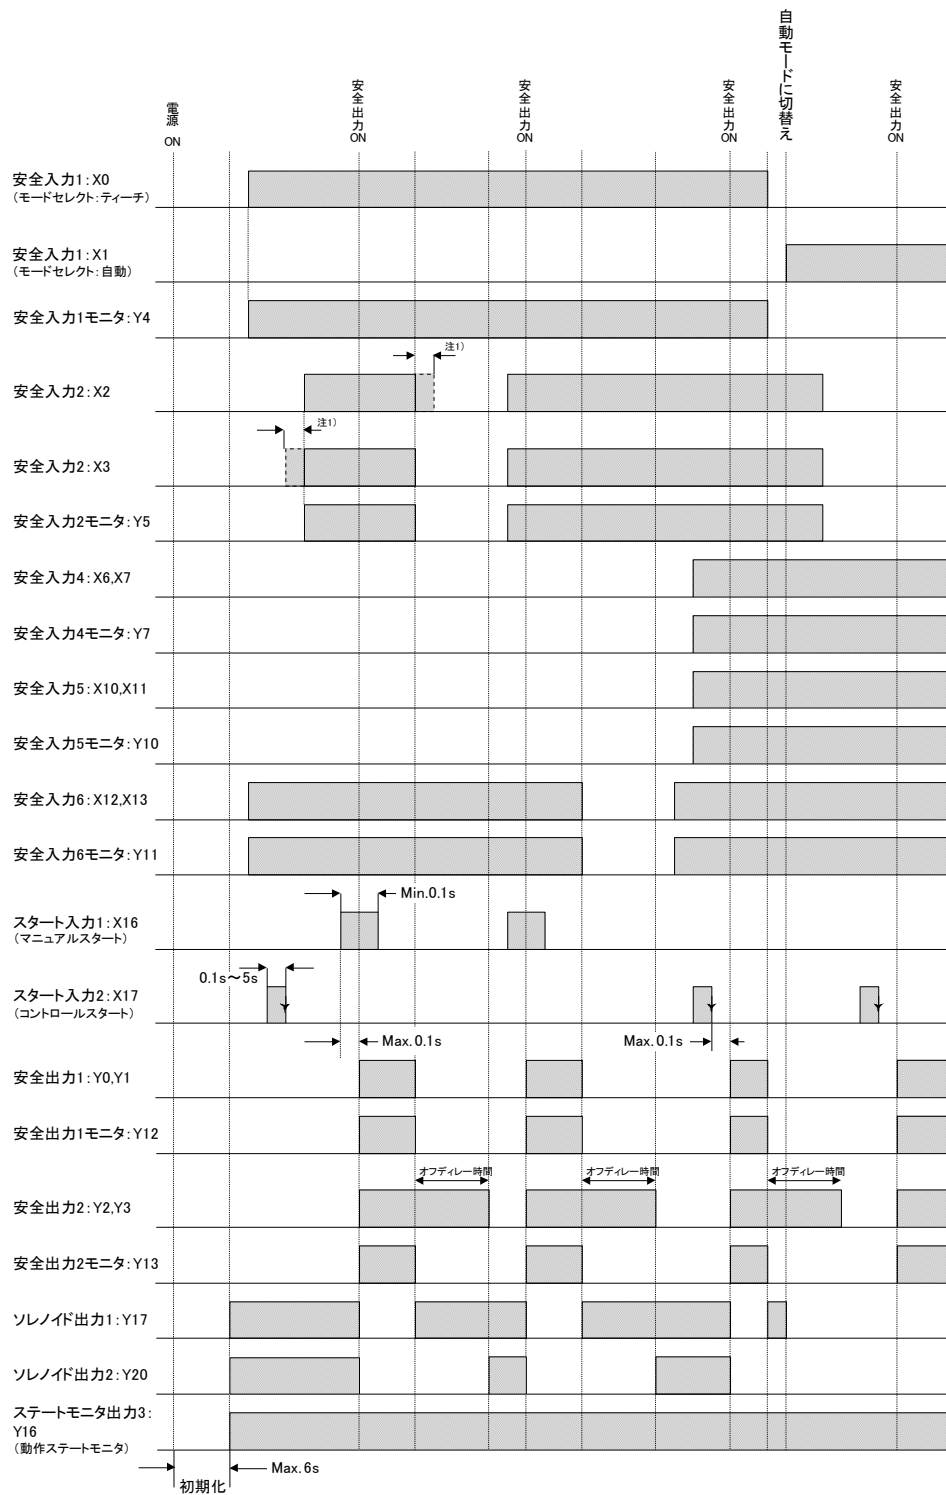 自動モードに切替え
電源
ON
安全出力
ON
安全出力
ON
安全出力
ON
安全出力
ON
安全入力1:X0
(モードセレクト:ティーチ)
安全入力1:X1
(モードセレクト:自動)
安全入力1モニタ:Y4
注1)
安全入力2:X2
注1)
安全入力2:X3
安全入力2モニタ:Y5
安全入力4:X6,X7
安全入力4モニタ:Y7
安全入力5:X10,X11
安全入力5モニタ:Y10
安全入力6:X12,X13
安全入力6モニタ:Y11
Min.0.1s
スタート入力1:X16
(マニュアルスタート)
0.1s~5s
スタート入力2:X17
(コントロールスタート)
Max.0.1s
Max.0.1s
安全出力1:Y0,Y1
安全出力1モニタ:Y12
オフディレー時間
オフディレー時間
オフディレー時間
安全出力2:Y2,Y3
安全出力2モニタ:Y13
ソレノイド出力1:Y17
ソレノイド出力2:Y20
ステートモニタ出力3:
Y16
(動作ステートモニタ)
Max.6s
初期化